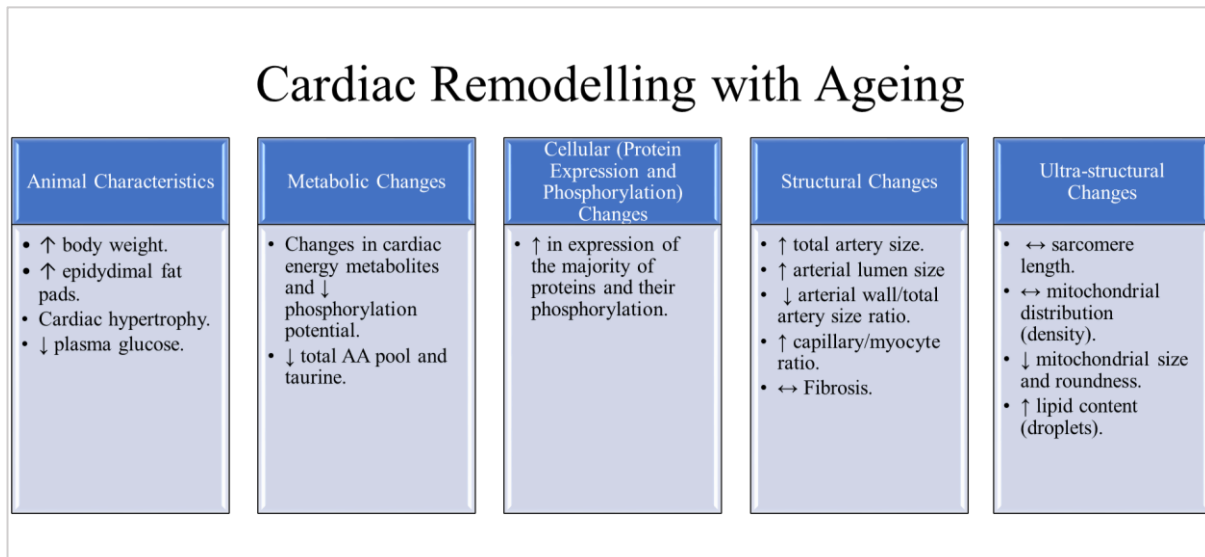 Cardiac Remodelling with Ageing
Animal Characteristics
• ↑ body weight.
• ↑ epidydimal fat
pads.
• Cardiac hypertrophy.
• ↓ plasma glucose.
Metabolic Changes
• Changes in cardiac
energy metabolites
and ↓
phosphorylation
potential.
• ↓ total AA pool and
taurine.
Cellular (Protein
Expression and
Phosphorylation)
Changes
• ↑ in expression of
the majority of
proteins and their
phosphorylation.
Structural Changes
• ↑ total artery size.
• ↑ arterial lumen size
• ↓ arterial wall/total
artery size ratio.
• ↑ capillary/myocyte
ratio.
• ↔ Fibrosis.
Ultra-structural
Changes
• ↔ sarcomere
length.
• ↔ mitochondrial
distribution
(density).
• ↓ mitochondrial size
and roundness.
• ↑ lipid content
(droplets).